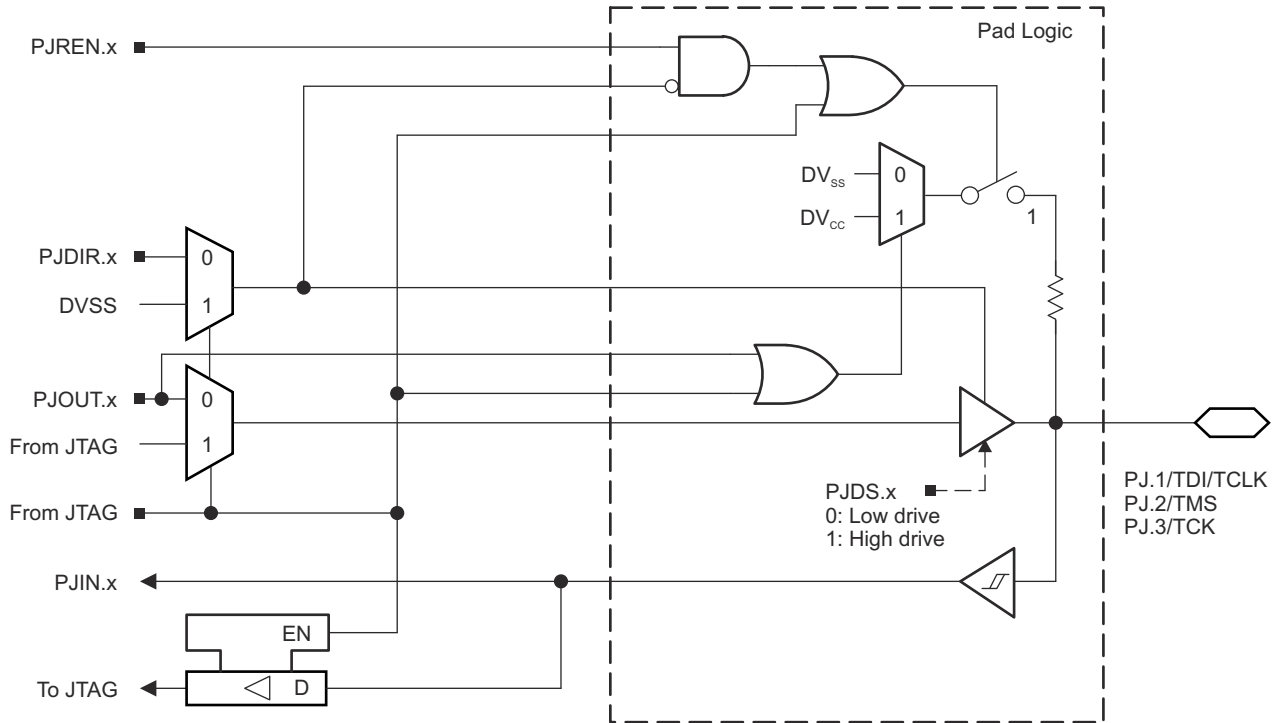 Pad Logic
PJREN.x
DVSS
0
DVCC
1
1
PJDIR.x
0
DVSS
1
PJOUT.x
0
From JTAG
1
PJDS.x
0: Low drive
1: High drive
PJ.1/TDI/TCLK
PJ.2/TMS
PJ.3/TCK
From JTAG
PJIN.x
EN
To JTAG
D